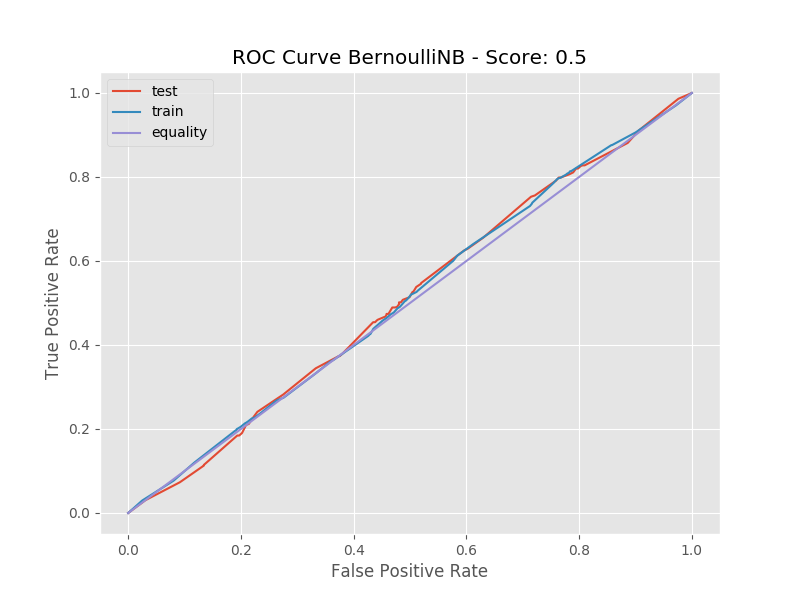 ROC Curve BernoulliNB - Score: 0.5
test
train
equality
1.0
0.8
0.6
0.4
0.2
0.0
True Positive Rate
0.0 0.2 0.4 0.6 0.8 1.0
False Positive Rate